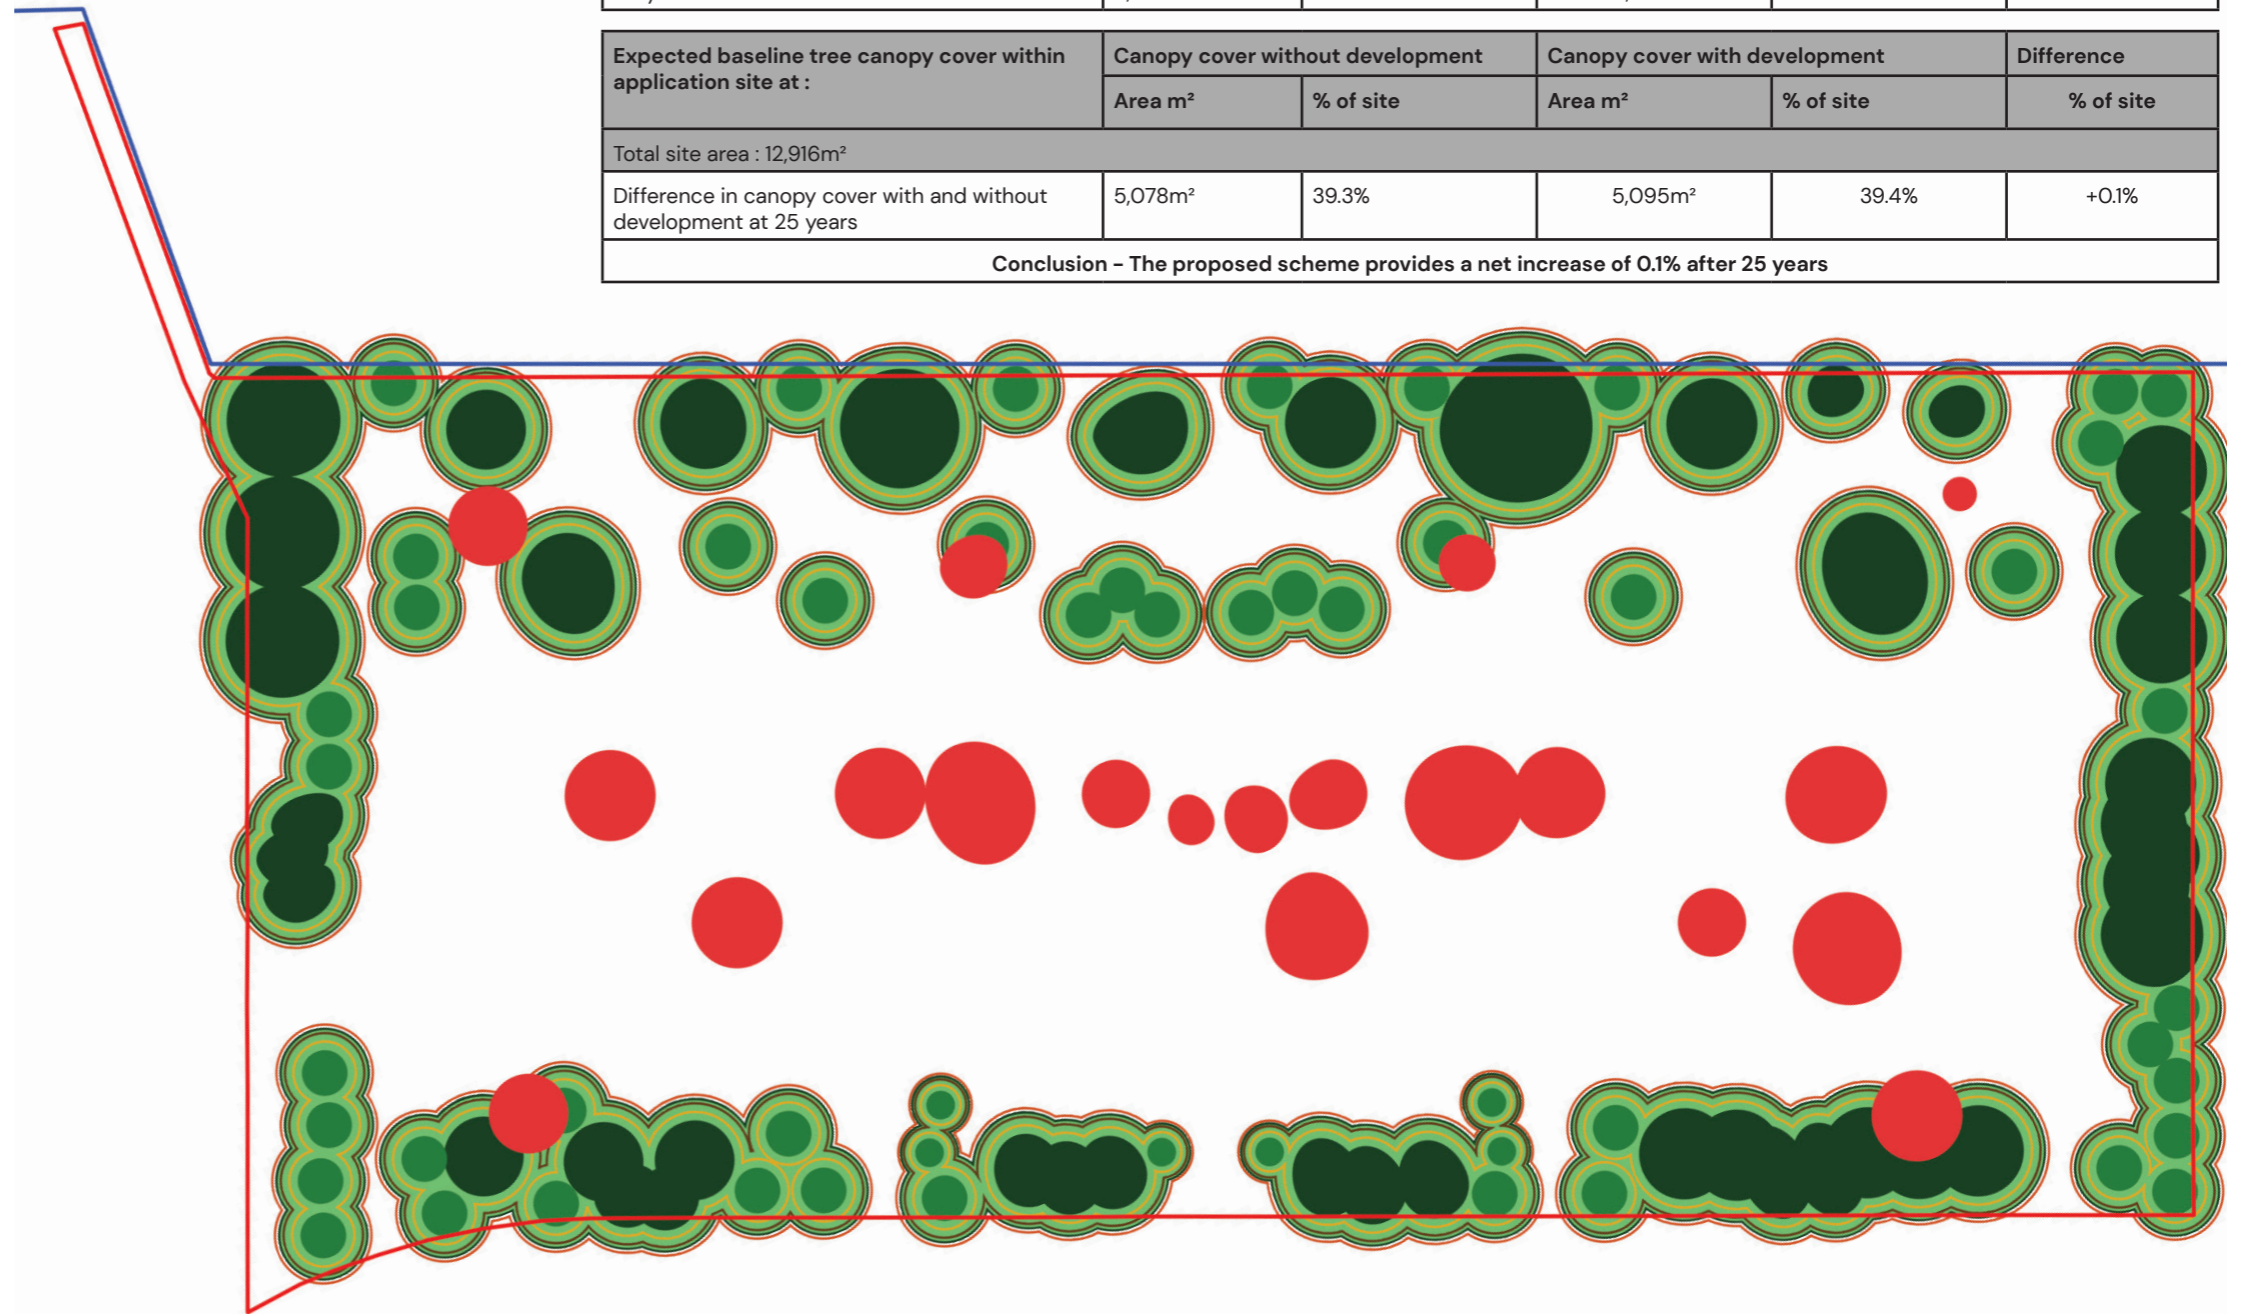 Expected baseline tree canopy cover within
application site at :
Canopy cover without development
Canopy cover with development
Difference
Area m²
% of site
Area m²
% of site
% of site
Total site area : 12,916m²
Difference in canopy cover with and without
development at 25 years
5,078m²
39.3%
5,095m²
39.4%
+0.1%
Conclusion – The proposed scheme provides a net increase of 0.1% after 25 years